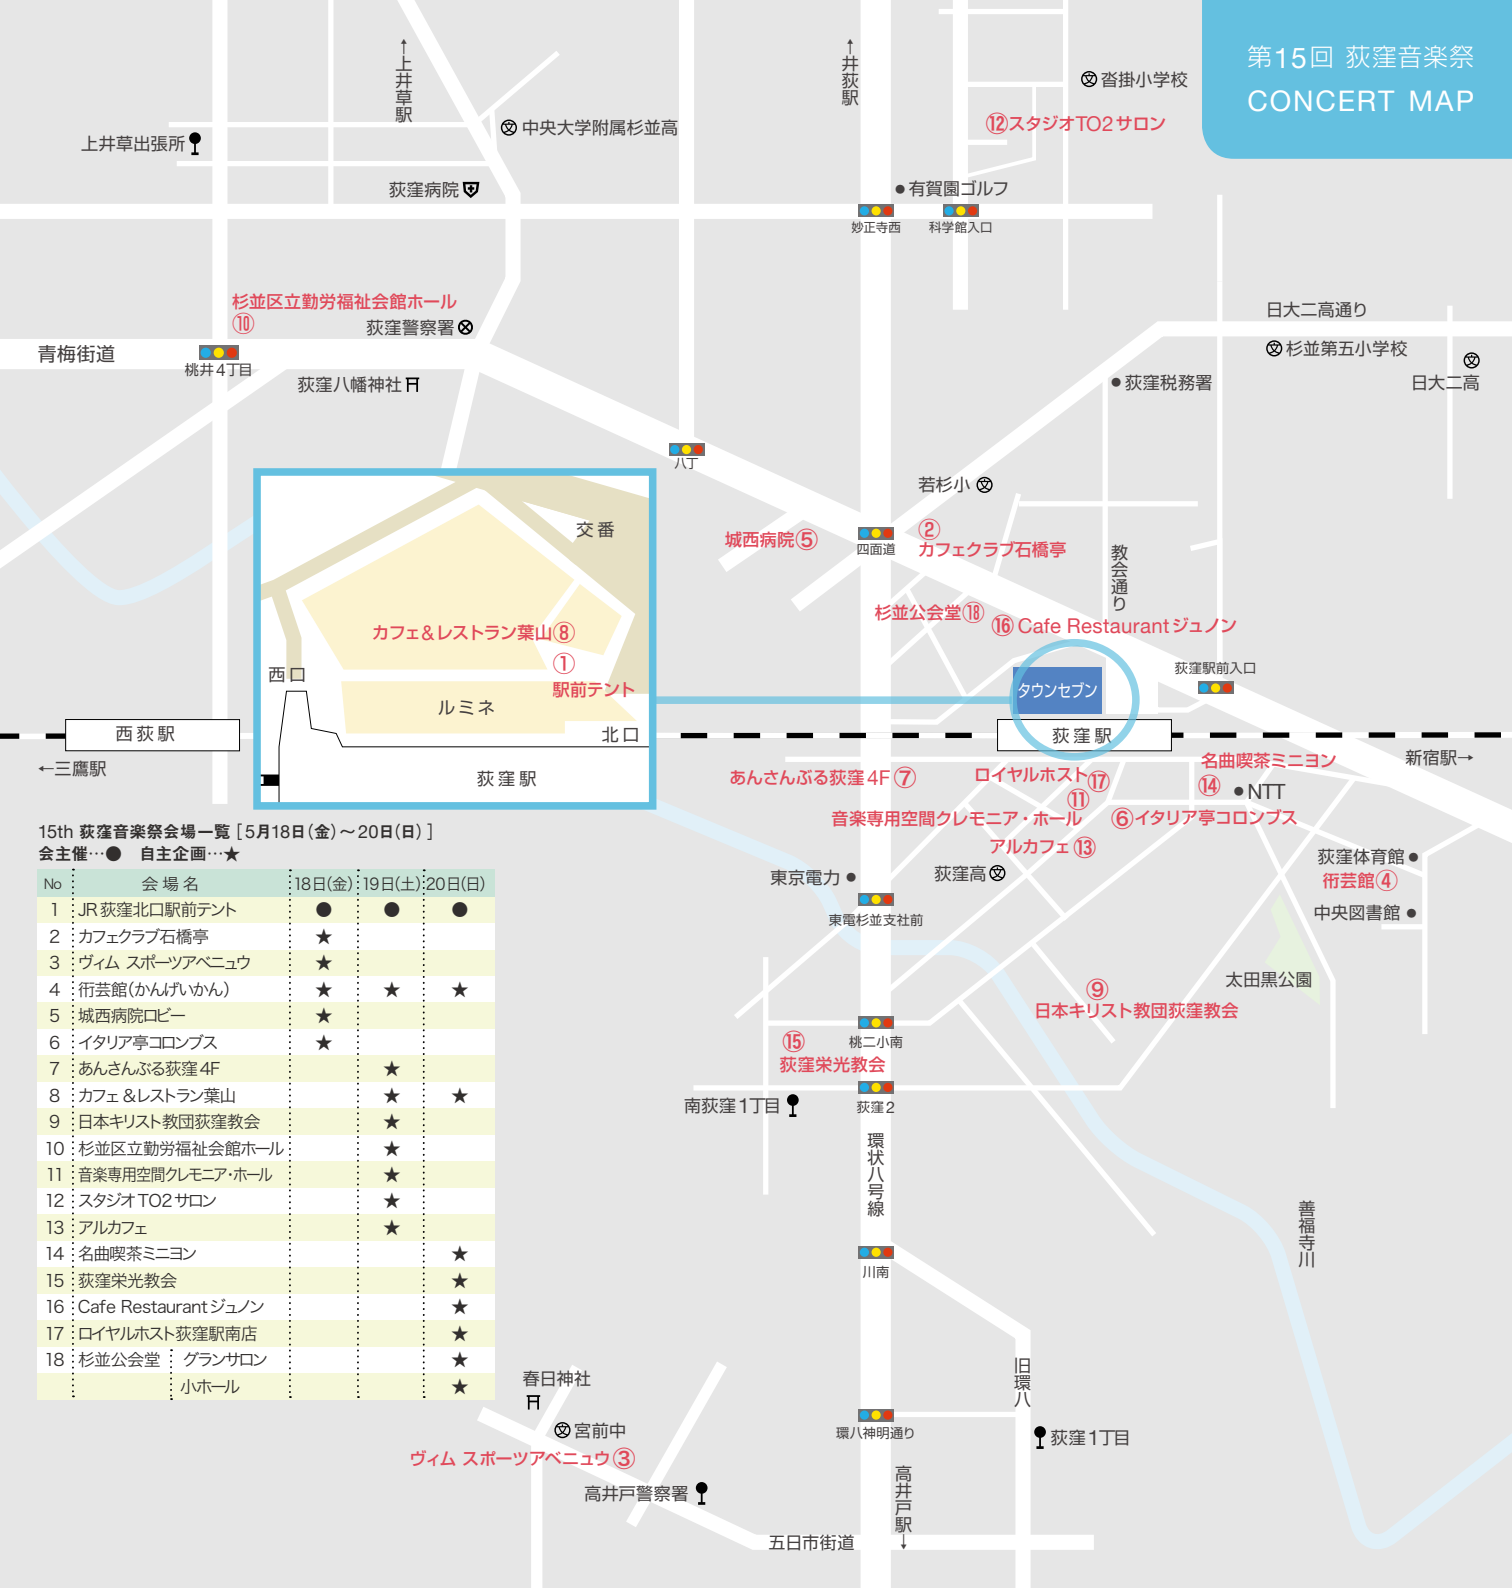 第15回 荻窪音楽祭
CONCERT MAP
↑上井草駅
↑井荻駅
沓掛小学校
⑫スタジオTO2サロン
中央大学附属杉並高
上井草出張所
荻窪病院
有賀園ゴルフ
妙正寺西
科学館入口
杉並区立勤労福祉会館ホール
⑩
荻窪警察署
青梅街道
桃井4丁目
荻窪八幡神社
日大二高通り
杉並第五小学校
荻窪税務署
日大二高
八丁
若杉小
城西病院⑤
四面道
②
カフェクラブ石橋亭
教会通り
杉並公会堂⑱
⑯Cafe Restaurantジュノン
荻窪駅前入口
タウンセブン
交番
カフェ&レストラン葉山⑧
①
駅前テント
西口
ルミネ
北口
荻窪駅
西荻駅
←三鷹駅
荻窪駅
新宿駅→
名曲喫茶ミニヨン
⑭
NTT
あんさんぶる荻窪4F⑦
ロイヤルホスト⑰
⑪
音楽専用空間クレモニア・ホール
⑥イタリア亭コロンブス
アルカフェ⑬
荻窪高
東京電力
東電杉並支社前
荻窪体育館
衎芸館④
中央図書館
太田黒公園
⑨
日本キリスト教団荻窪教会
桃二小南
⑮
荻窪栄光教会
南荻窪1丁目
荻窪2
環状八号線
善福寺川
川南
旧環八
環八神明通り
荻窪1丁目
春日神社
宮前中
ヴィム スポーツアベニュウ③
高井戸警察署
高井戸駅↓
五日市街道
15th 荻窪音楽祭会場一覧 [5月18日(金)～20日(日)]
会主催…● 自主企画…★
No 会場名 18日(金) 19日(土) 20日(日)
1 JR荻窪北口駅前テント ● ● ●
2 カフェクラブ石橋亭 ★
3 ヴィム スポーツアベニュウ ★
4 衎芸館(かんげいかん) ★ ★ ★
5 城西病院ロビー ★
6 イタリア亭コロンブス ★
7 あんさんぶる荻窪4F ★
8 カフェ&レストラン葉山 ★ ★
9 日本キリスト教団荻窪教会 ★
10 杉並区立勤労福祉会館ホール ★
11 音楽専用空間クレモニア・ホール ★
12 スタジオTO2サロン ★
13 アルカフェ ★
14 名曲喫茶ミニヨン ★
15 荻窪栄光教会 ★
16 Cafe Restaurantジュノン ★
17 ロイヤルホスト荻窪駅南店 ★
18 杉並公会堂 グランサロン ★
小ホール ★